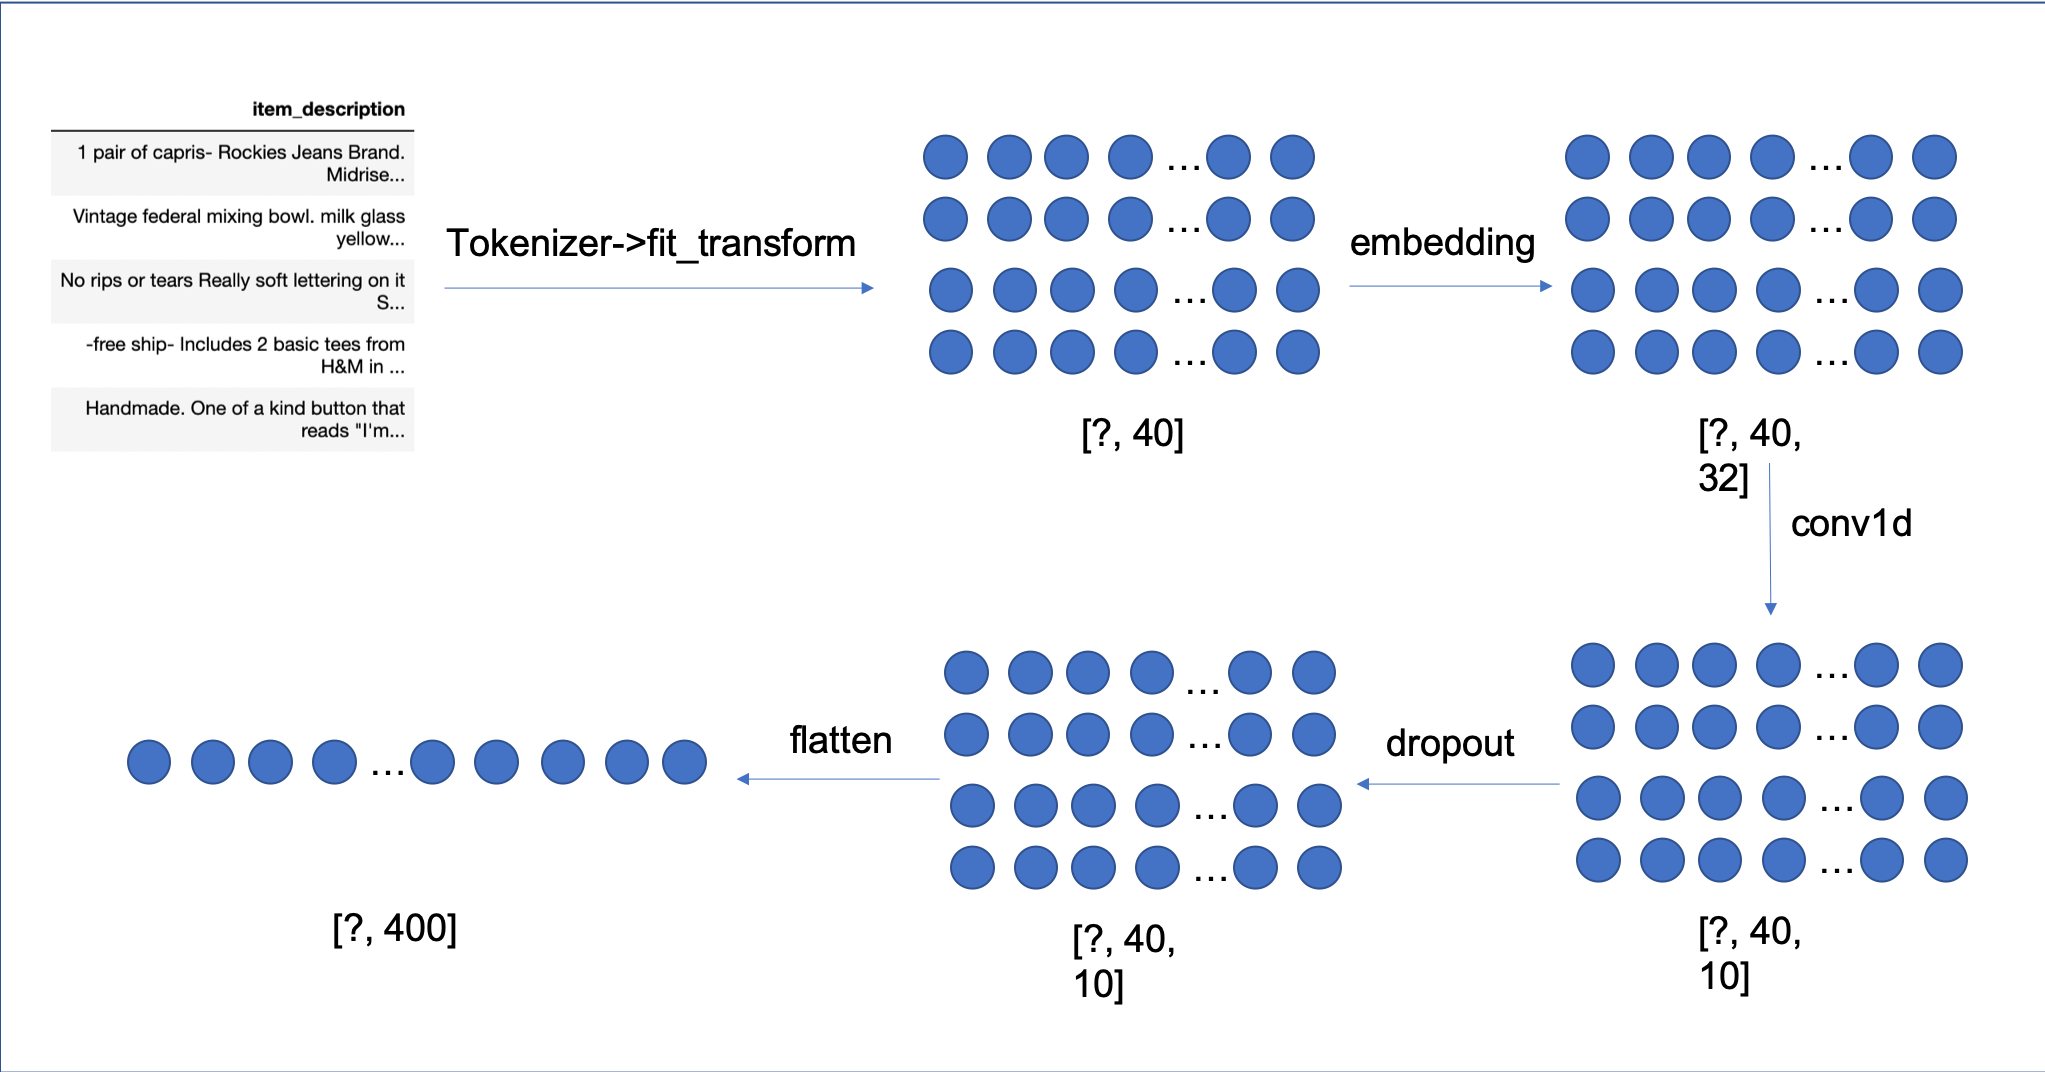 item_description
1 pair of capris- Rockies Jeans Brand.
Midrise...
Vintage federal mixing bowl. milk glass
yellow...
No rips or tears Really soft lettering on it
S...
-free ship- Includes 2 basic tees from
H&M in ...
Handmade. One of a kind button that
reads "I'm...
Tokenizer->fit_transform
...
...
...
...
[?, 40]
embedding
...
...
...
...
[?, 40,
32]
conv1d
...
...
...
...
[?, 40,
10]
dropout
...
...
...
...
[?, 40,
10]
flatten
...
[?, 400]